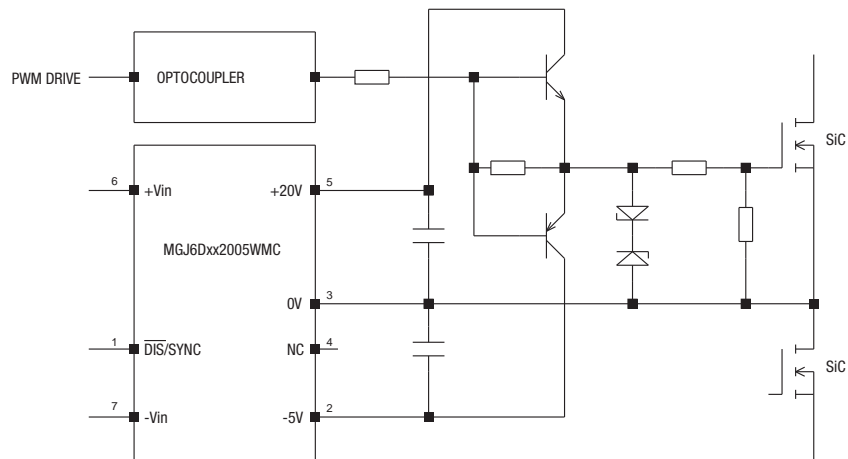 PWM DRIVE
OPTOCOUPLER
SiC
6
+Vin
+20V
5
MGJ6Dxx2005WMC
0V
3
1
DIS/SYNC
NC
4
SiC
7
-Vin
-5V
2